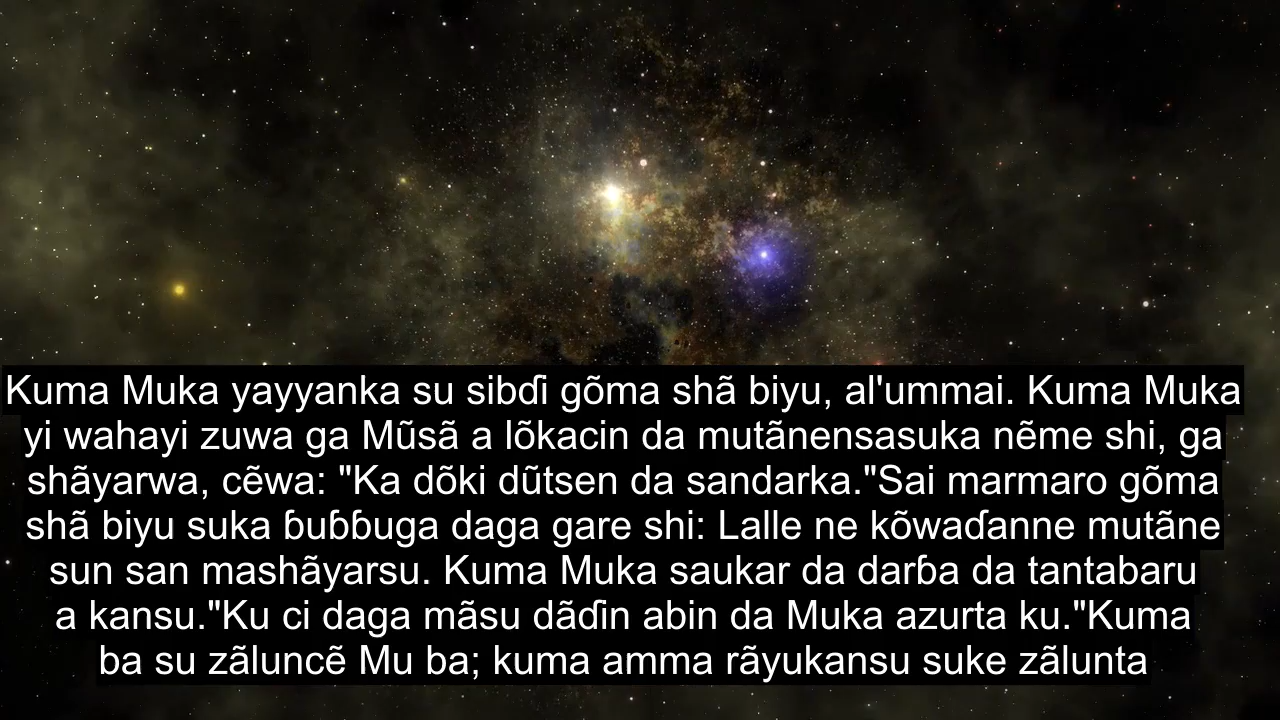 Kuma Muka yayyanka su sibɗi gõma shã biyu, al'ummai. Kuma Muka
yi wahayi zuwa ga Mũsã a lõkacin da mutãnensasuka nẽme shi, ga
shãyarwa, cẽwa: "Ka dõki dũtsen da sandarka."Sai marmaro gõma
shã biyu suka ɓuɓɓuga daga gare shi: Lalle ne kõwaɗanne mutãne
sun san mashãyarsu. Kuma Muka saukar da darɓa da tantabaru
a kansu."Ku ci daga mãsu dãɗin abin da Muka azurta ku."Kuma
ba su zãluncẽ Mu ba; kuma amma rãyukansu suke zãlunta